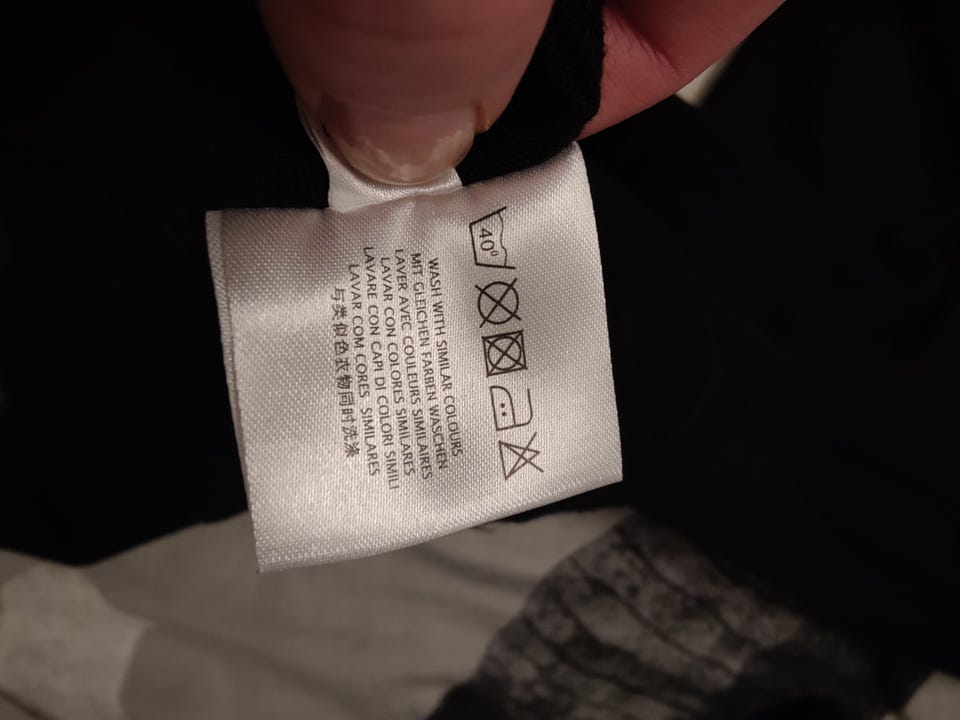 40°
WASH WITH SIMILAR COLOURS
MIT GLEICHEN FARBEN WASCHEN
LAVER AVEC COULEURS SIMILAIRES
LAVAR CON COLORES SIMILARES
LAVARE CON CAPI DI COLORI SIMILI
LAVAR COM CORES SIMILARES
与类似色衣物同时洗涤